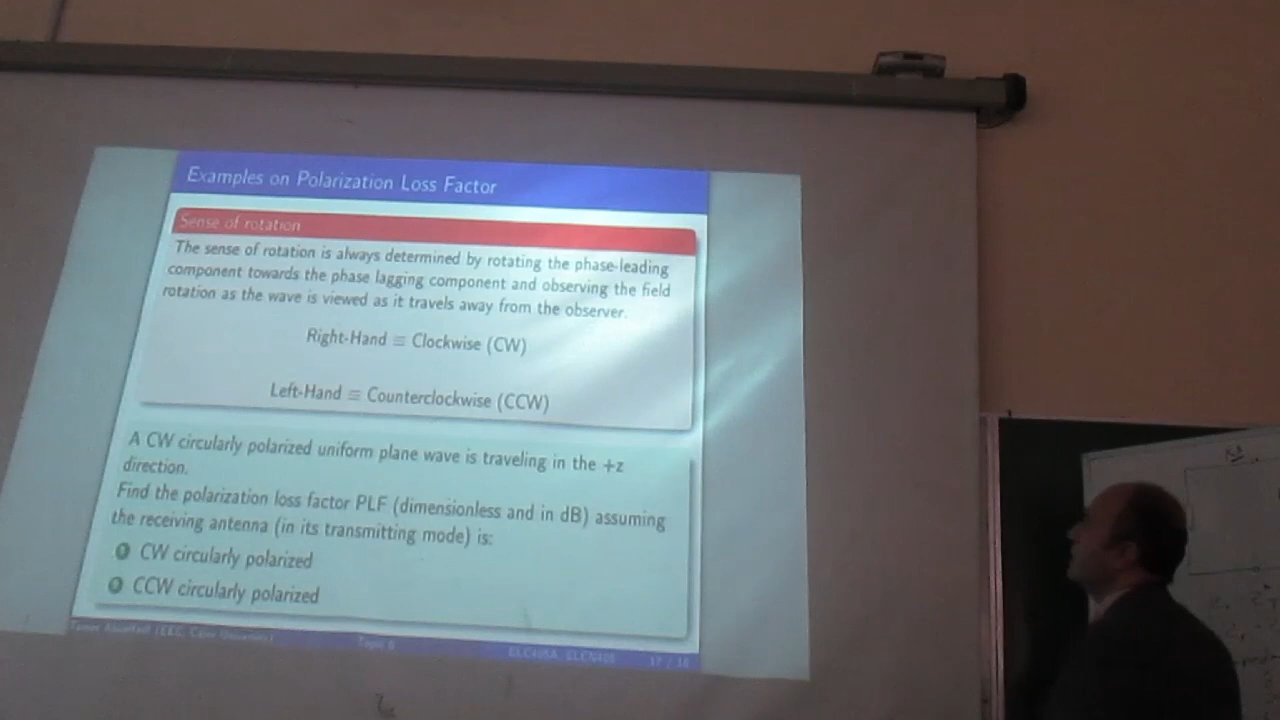 Examples on Polarization Loss Factor
Sense of rotation
The sense of rotation is always determined by rotating the phase-leading
component towards the phase lagging component and observing the field
rotation as the wave is viewed as it travels away from the observer.
Right-Hand ≡ Clockwise (CW)
Left-Hand ≡ Counterclockwise (CCW)
A CW circularly polarized uniform plane wave is traveling in the +z
direction.
Find the polarization loss factor PLF (dimensionless and in dB) assuming
the receiving antenna (in its transmitting mode) is:
CW circularly polarized
CCW circularly polarized
Topic 6
17 / 18